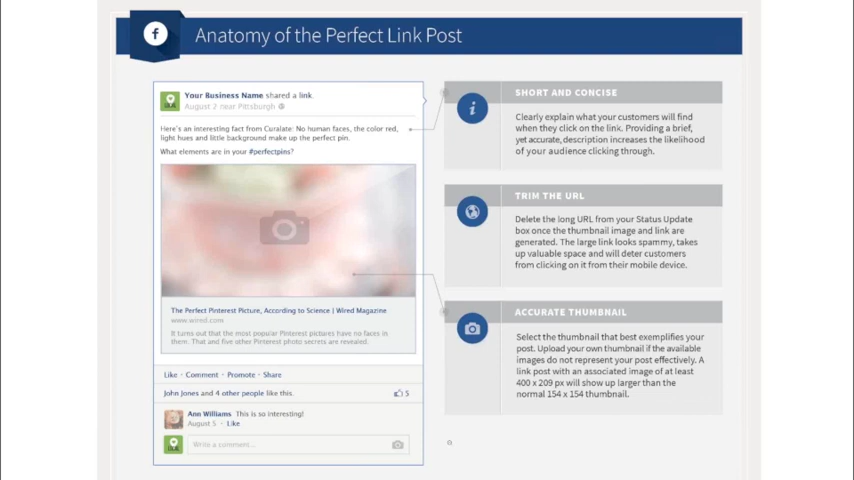 f
Anatomy of the Perfect Link Post
Your Business Name shared a link.
August 7 near Pittsburgh
Here's an interesting fact from Curalate: No human faces, the color red,
light hues and little background make up the perfect pin.
What elements are in your #perfectpins?
The Perfect Pinterest Picture, According to Science | Wired Magazine
www.wired.com
It turns out that the most popular Pinterest pictures have no faces in
them. That and five other Pinterest photo secrets are revealed.
Like · Comment · Promote · Share
John Jones and 4 other people like this.
5
Ann Williams This is so interesting!
August 5 · Like
Write a comment...
i
SHORT AND CONCISE
Clearly explain what your customers will find
when they click on the link. Providing a brief,
yet accurate, description increases the likelihood
of your audience clicking through.
TRIM THE URL
Delete the long URL from your Status Update
box once the thumbnail image and link are
generated. The large link looks spammy, takes
up valuable space and will deter customers
from clicking on it from their mobile device.
ACCURATE THUMBNAIL
Select the thumbnail that best exemplifies your
post. Upload your own thumbnail if the available
images do not represent your post effectively. A
link post with an associated image of at least
400 x 209 px will show up larger than the
normal 154 x 154 thumbnail.